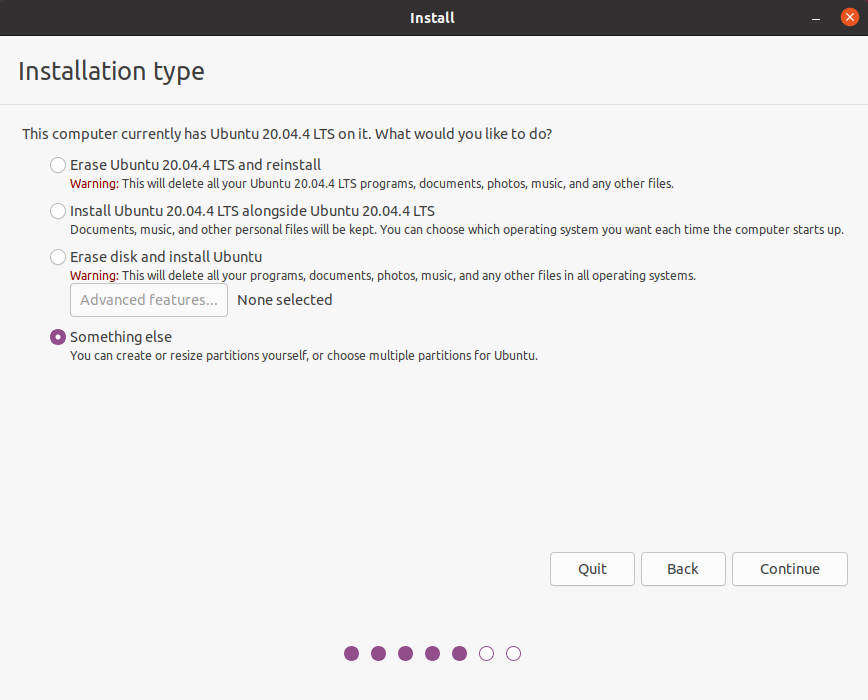 Install
Installation type
This computer currently has Ubuntu 20.04.4 LTS on it. What would you like to do?
Erase Ubuntu 20.04.4 LTS and reinstall
Warning: This will delete all your Ubuntu 20.04.4 LTS programs, documents, photos, music, and any other files.
Install Ubuntu 20.04.4 LTS alongside Ubuntu 20.04.4 LTS
Documents, music, and other personal files will be kept. You can choose which operating system you want each time the computer starts up.
Erase disk and install Ubuntu
Warning: This will delete all your programs, documents, photos, music, and any other files in all operating systems.
Advanced features... None selected
Something else
You can create or resize partitions yourself, or choose multiple partitions for Ubuntu.
Quit Back Continue